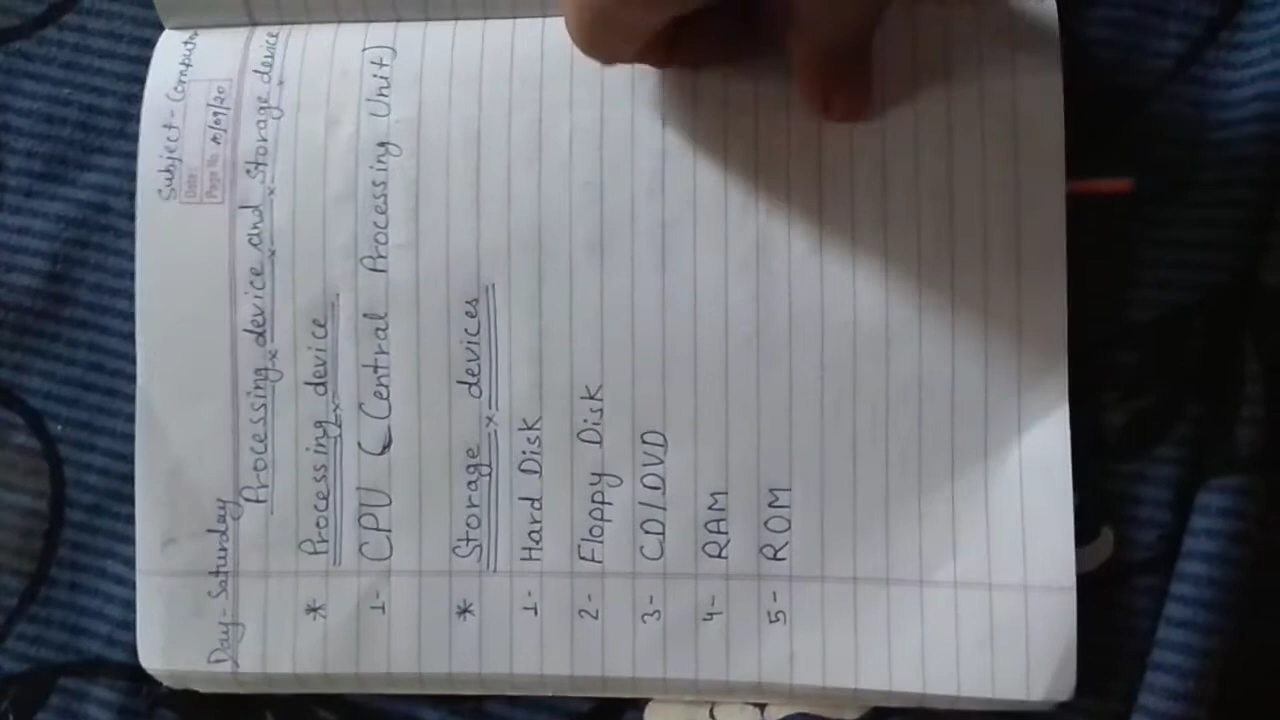 Subject - Computer
Date:
Page No. 10/09/20
Day - Saturday
Processing device and Storage device
* Processing device
1- CPU (Central Processing Unit)
* Storage devices
1- Hard Disk
2- Floppy Disk
3- CD/DVD
4- RAM
5- ROM